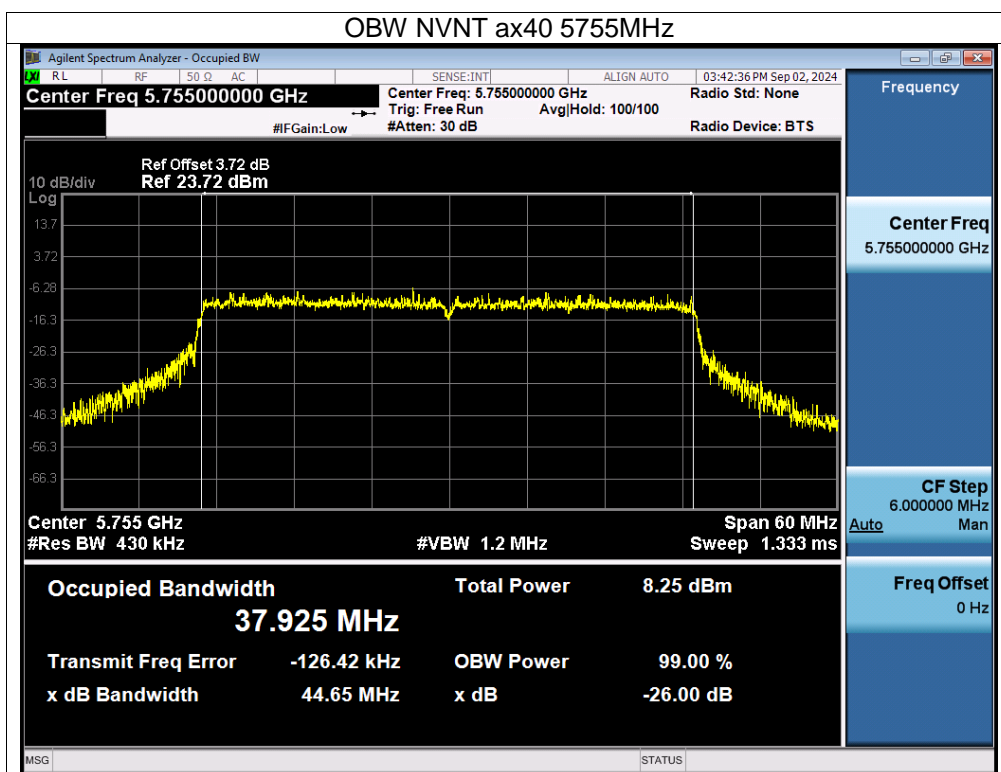 OBW NVNT ax40 5755MHz
Agilent Spectrum Analyzer - Occupied BW
LXI RL RF 50 Ω AC SENSE:INT ALIGN AUTO 03:42:36 PM Sep 02, 2024
Center Freq 5.755000000 GHz
Center Freq: 5.755000000 GHz Radio Std: None
Trig: Free Run Avg|Hold: 100/100
#IFGain:Low #Atten: 30 dB Radio Device: BTS
Ref Offset 3.72 dB
10 dB/div Ref 23.72 dBm
Log
13.7
3.72
-6.28
-16.3
-26.3
-36.3
-46.3
-56.3
-66.3
Center 5.755 GHz Span 60 MHz
#Res BW 430 kHz #VBW 1.2 MHz Sweep 1.333 ms
Occupied Bandwidth Total Power 8.25 dBm
37.925 MHz
Transmit Freq Error -126.42 kHz OBW Power 99.00 %
x dB Bandwidth 44.65 MHz x dB -26.00 dB
MSG STATUS
Frequency
Center Freq
5.755000000 GHz
CF Step
6.000000 MHz
Auto Man
Freq Offset
0 Hz